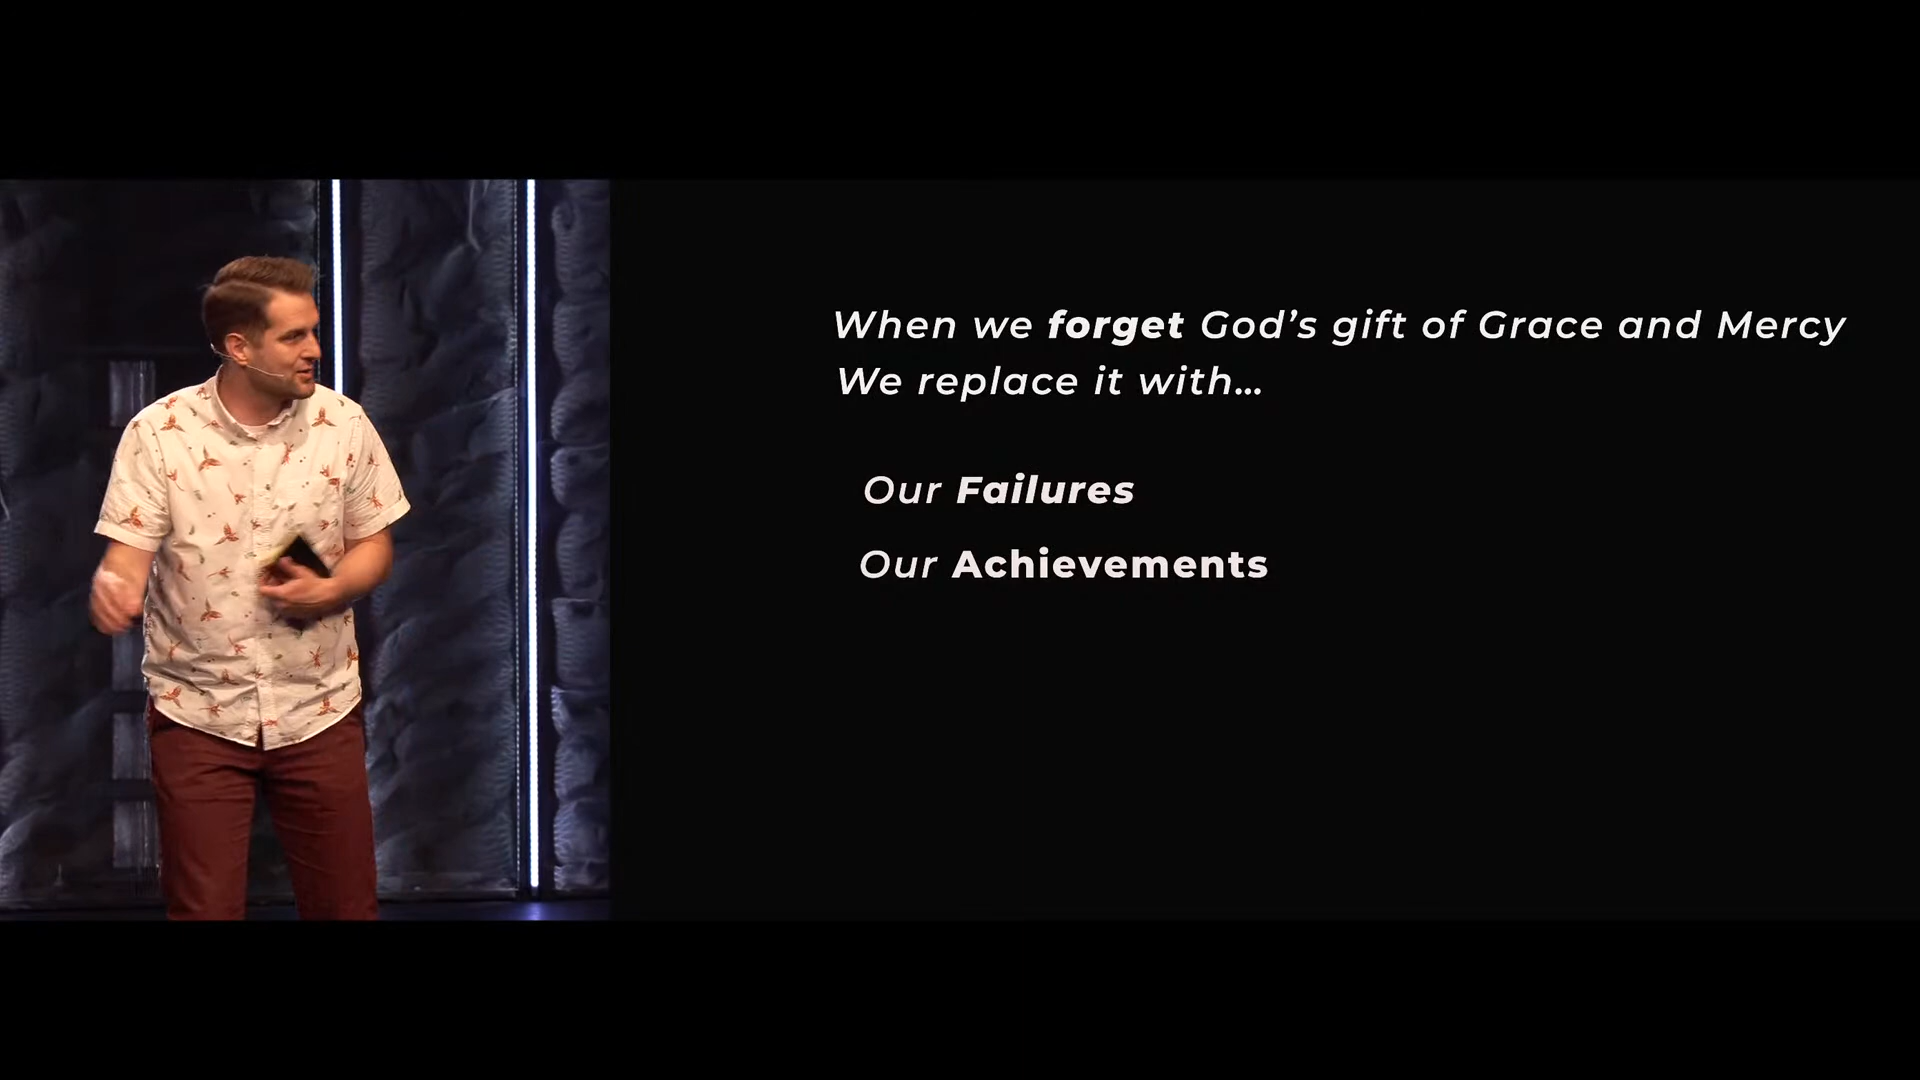 When we forget God’s gift of Grace and Mercy
We replace it with…
Our Failures
Our Achievements